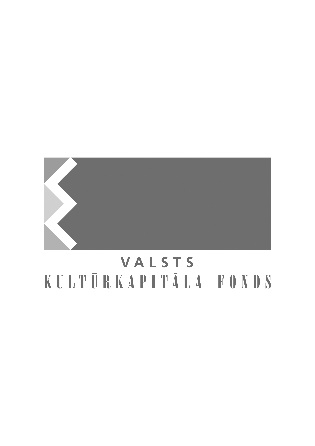 VALSTS
KULTŪRKAPITĀLA FONDS